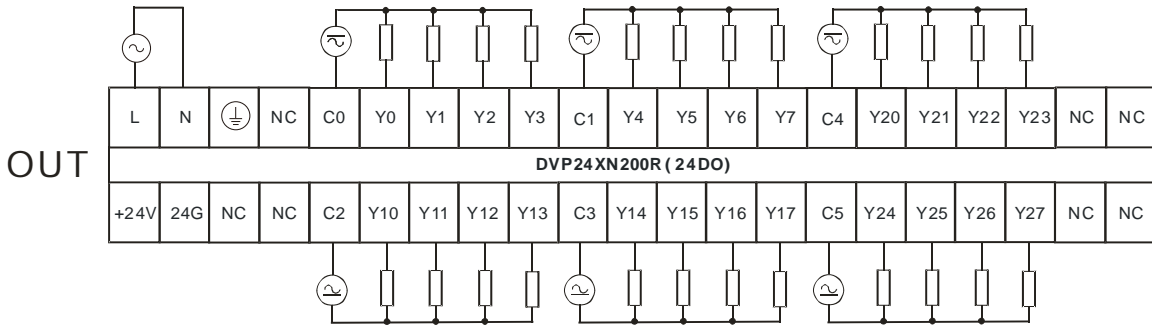 L N NC C0 Y0 Y1 Y2 Y3 C1 Y4 Y5 Y6 Y7 C4 Y20 Y21 Y22 Y23 NC NC
OUT
DVP24XN200R ( 24DO)
+24V 24G NC NC C2 Y10 Y11 Y12 Y13 C3 Y14 Y15 Y16 Y17 C5 Y24 Y25 Y26 Y27 NC NC